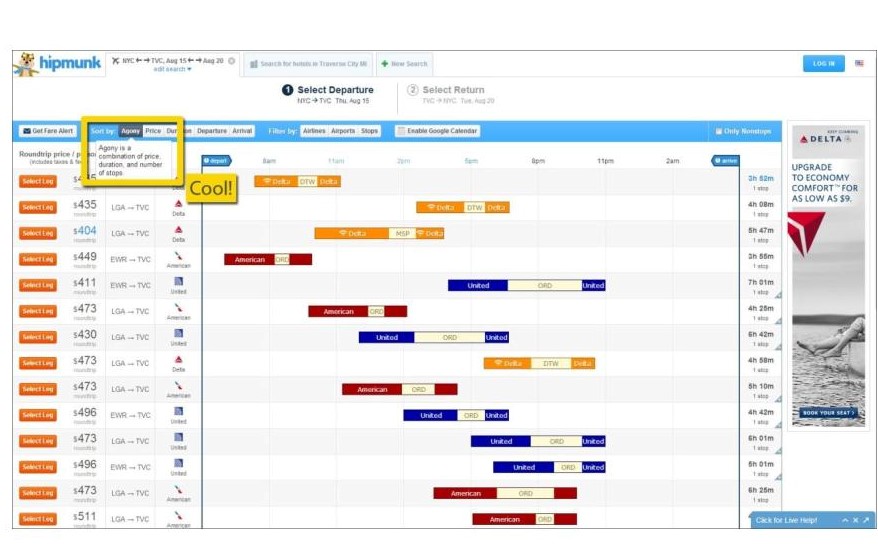 hipmunk
NYC ↔ TVC, Aug 15 ↔ Aug 20
edit search ▾
Search for hotels in Traverse City MI
New Search
LOG IN
1 Select Departure
NYC → TVC Thu, Aug 15
2 Select Return
TVC → NYC Tue, Aug 20
Get Fare Alert
Sort by: Agony Price Duration Departure Arrival
Filter by: Airlines Airports Stops
Enable Google Calendar
Only Nonstops
Agony is a
combination of price,
duration, and number
of stops.
Cool!
Roundtrip price /
(includes taxes &
depart 8am 11am 2pm 5pm 8pm 11pm 2am arrive
Select Leg Delta DTW Delta 3h 52m
1 stop
Select Leg $435 LGA → TVC Delta Delta DTW Delta 4h 08m
roundtrip 1 stop
Select Leg $404 LGA → TVC Delta Delta MSP Delta 5h 47m
roundtrip 1 stop
Select Leg $449 EWR → TVC American American ORD 3h 55m
roundtrip 1 stop
Select Leg $411 EWR → TVC United United ORD United 7h 01m
roundtrip 1 stop
Select Leg $473 LGA → TVC American American ORD 4h 25m
roundtrip 1 stop
Select Leg $430 LGA → TVC United United ORD United 6h 42m
roundtrip 1 stop
Select Leg $473 LGA → TVC Delta Delta DTW Delta 4h 58m
roundtrip 1 stop
Select Leg $473 LGA → TVC American American ORD 5h 10m
roundtrip 1 stop
Select Leg $496 EWR → TVC United United ORD United 4h 42m
roundtrip 1 stop
Select Leg $473 LGA → TVC United United ORD United 6h 01m
roundtrip 1 stop
Select Leg $496 EWR → TVC United United ORD United 5h 01m
roundtrip 1 stop
Select Leg $473 LGA → TVC American American ORD 6h 25m
roundtrip 1 stop
Select Leg $511 LGA → TVC American American ORD
roundtrip
Click for Live Help!
KEEP CLIMBING
DELTA
UPGRADE
TO ECONOMY
COMFORT™ FOR
AS LOW AS $9.
BOOK YOUR SEAT